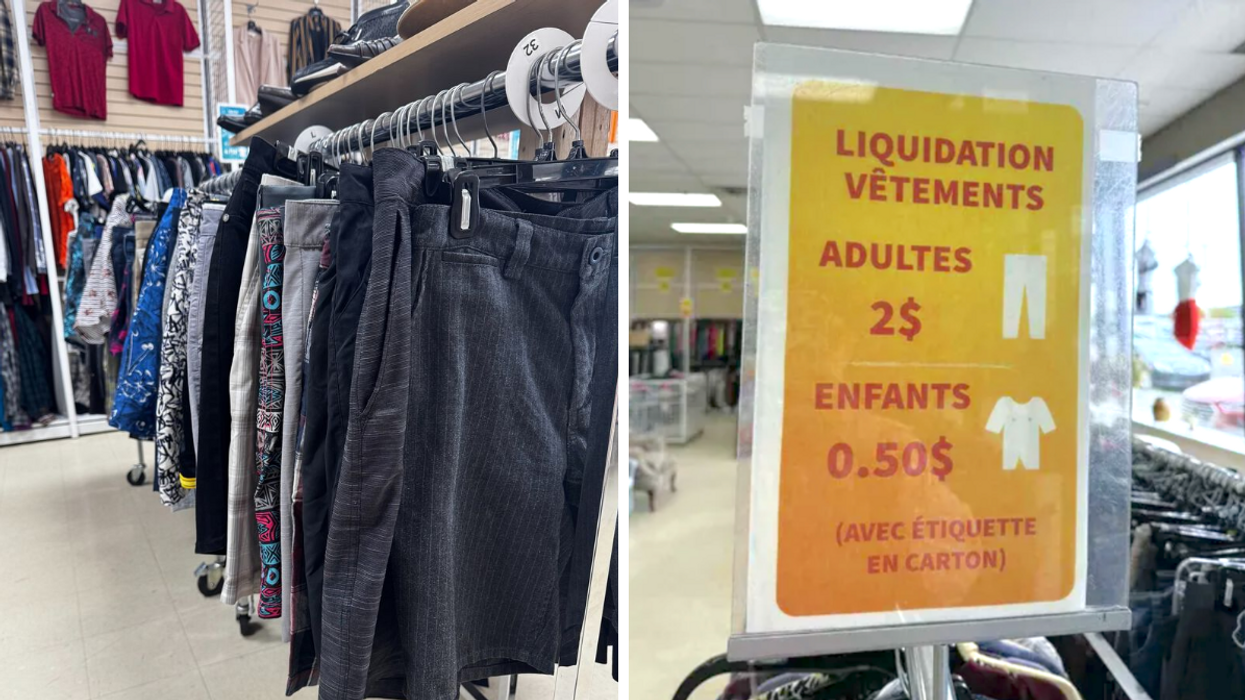 32
L
LIQUIDATION
VÊTEMENTS
ADULTES
2$
ENFANTS
0.50$
(AVEC ÉTIQUETTE
EN CARTON)